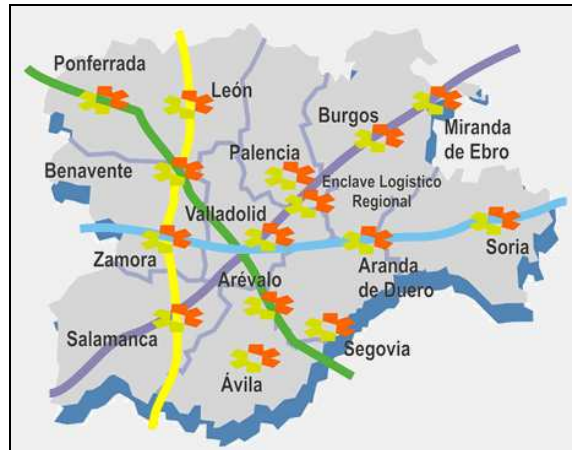 Ponferrada
León
Burgos
Miranda
de Ebro
Palencia
Benavente
Enclave Logístico
Regional
Valladolid
Soria
Zamora
Aranda
de Duero
Arévalo
Salamanca
Segovia
Ávila